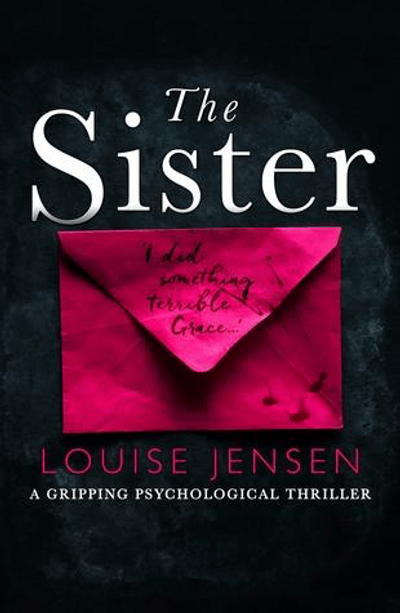 The
Sister
'I did
something
terrible
Grace...'
LOUISE JENSEN
A GRIPPING PSYCHOLOGICAL THRILLER